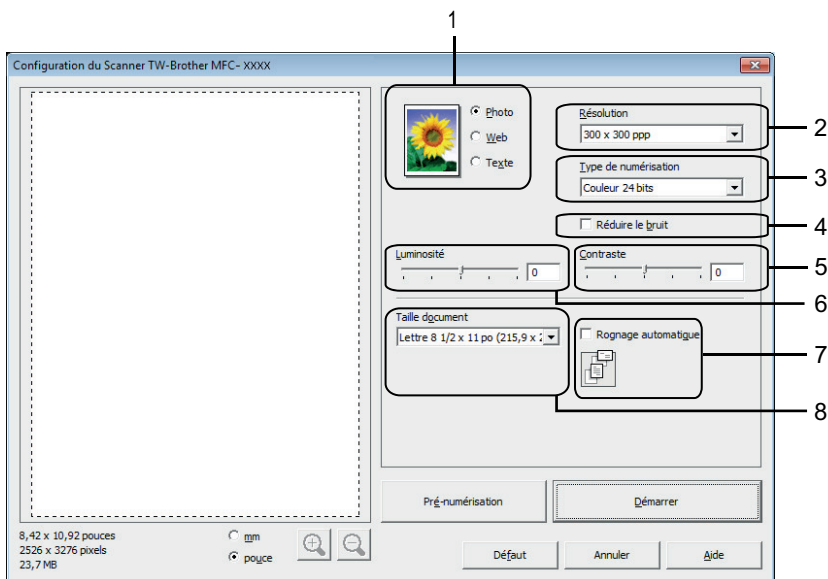 1
Configuration du Scanner TW-Brother MFC- XXXX
Photo
Web
Texte
Résolution
300 x 300 ppp
2
Type de numérisation
Couleur 24 bits
3
Réduire le bruit
4
Luminosité
0
Contraste
0
5
6
Taille document
Lettre 8 1/2 x 11 po (215,9 x 2
Rognage automatique
7
8
Pré-numérisation
Démarrer
8,42 x 10,92 pouces
2526 x 3276 pixels
23,7 MB
mm
pouce
Défaut
Annuler
Aide